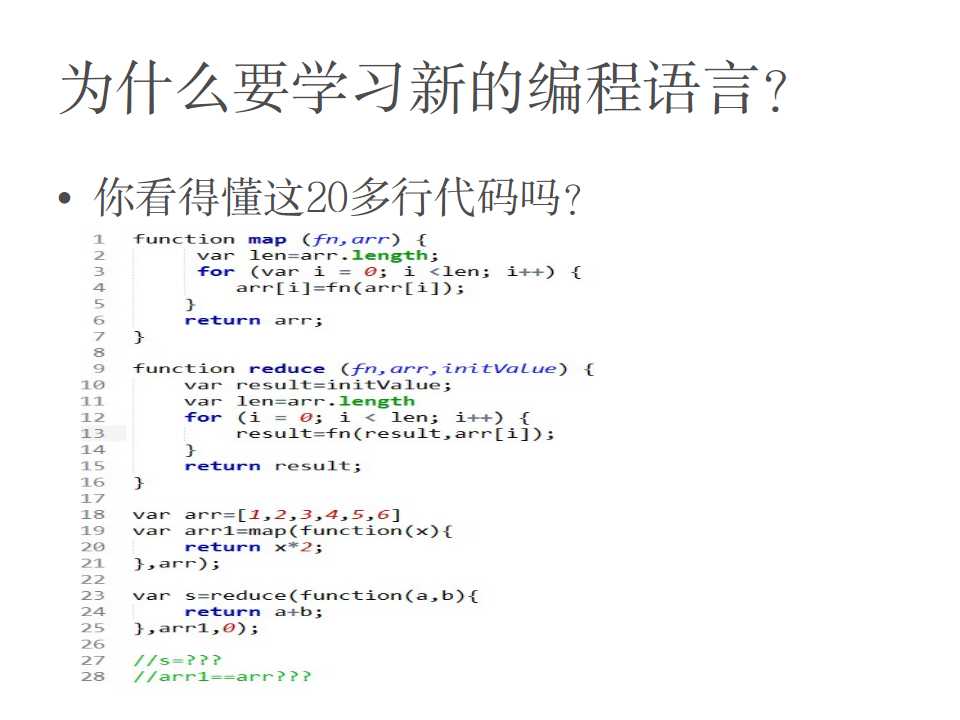 为什么要学习新的编程语言?
• 你看得懂这20多行代码吗?
1 function map (fn,arr) {
2 var len=arr.length;
3 for (var i = 0; i <len; i++) {
4 arr[i]=fn(arr[i]);
5 }
6 return arr;
7 }
8
9 function reduce (fn,arr,initValue) {
10 var result=initValue;
11 var len=arr.length
12 for (i = 0; i < len; i++) {
13 result=fn(result,arr[i]);
14 }
15 return result;
16 }
17
18 var arr=[1,2,3,4,5,6]
19 var arr1=map(function(x){
20 return x*2;
21 },arr);
22
23 var s=reduce(function(a,b){
24 return a+b;
25 },arr1,0);
26
27 //s=???
28 //arr1==arr???